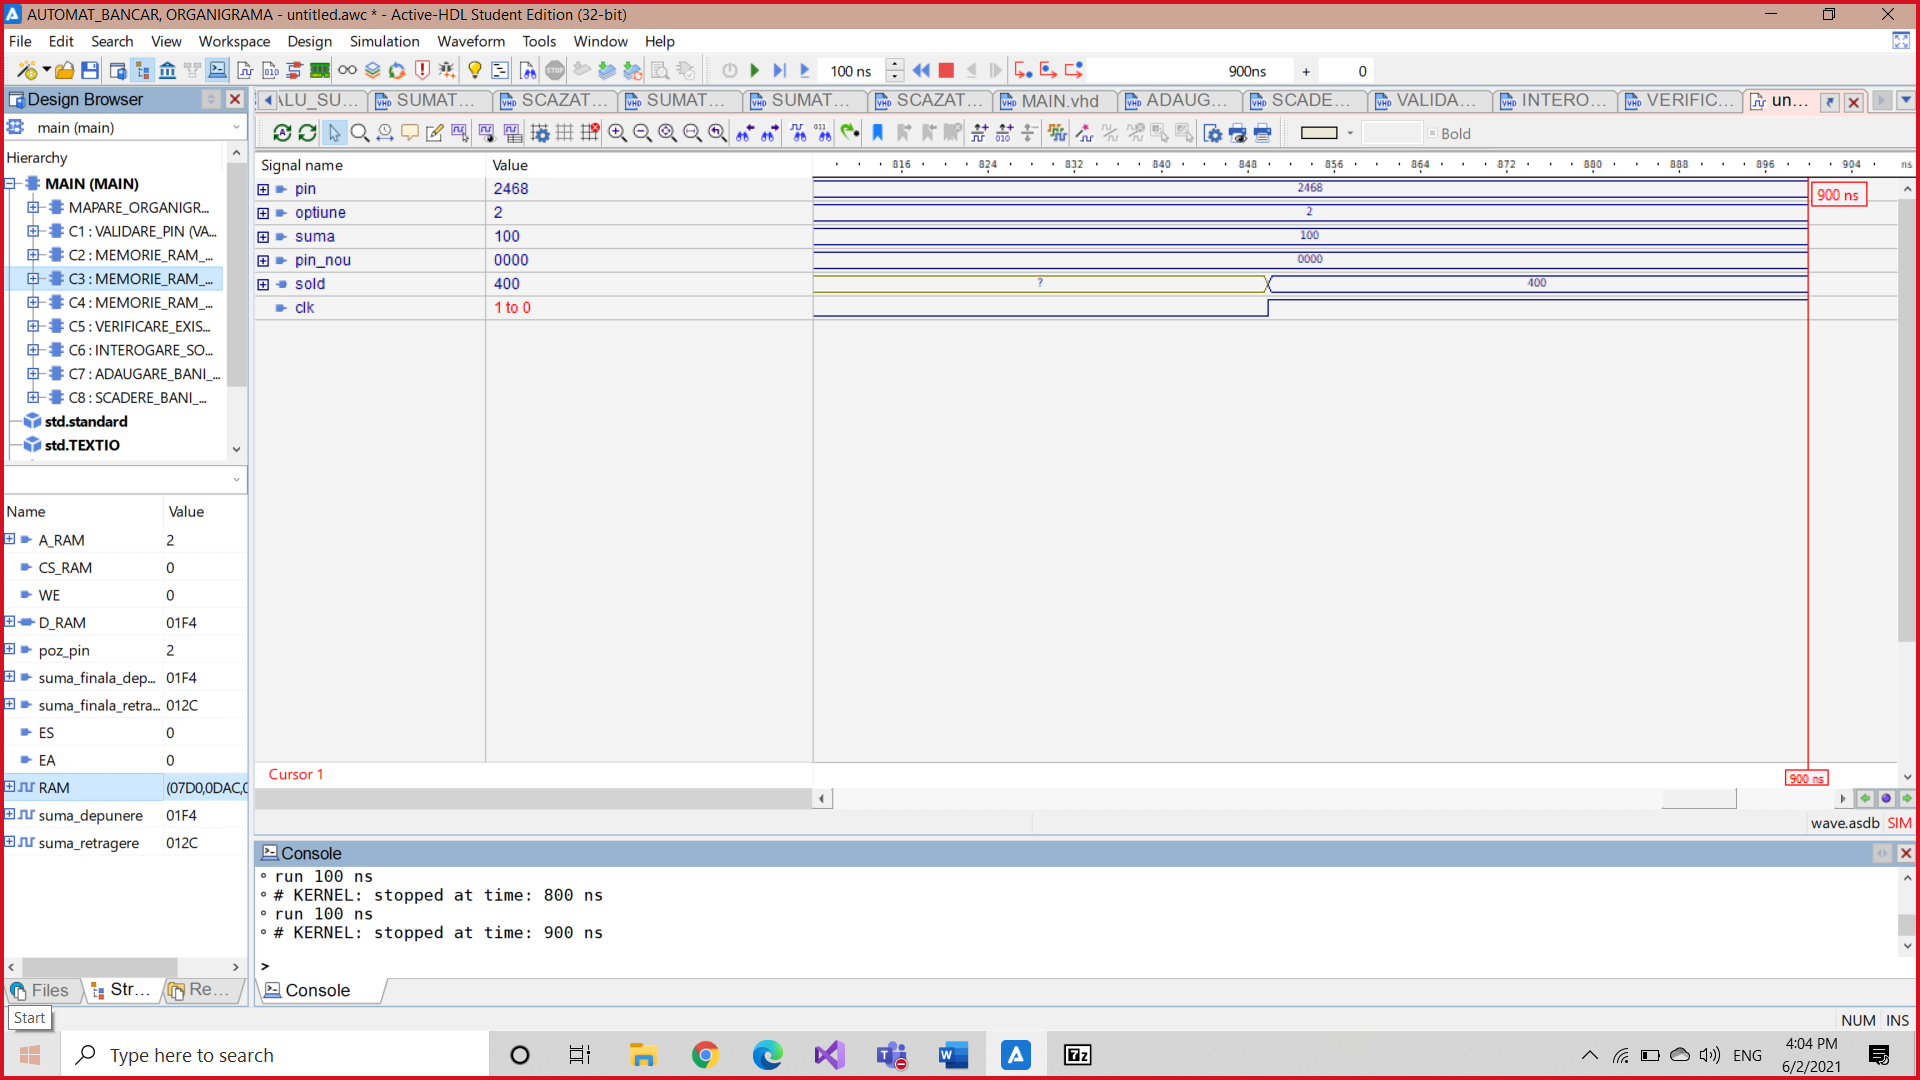 AUTOMAT_BANCAR, ORGANIGRAMA - untitled.awc * - Active-HDL Student Edition (32-bit)
File Edit Search View Workspace Design Simulation Waveform Tools Window Help
100 ns 900ns + 0
Design Browser
ALU_SU... SUMAT... SCAZAT... SUMAT... SUMAT... SCAZAT... MAIN.vhd ADAUG... SCADE... VALIDA... INTERO... VERIFIC... un...
main (main)
Bold
Hierarchy
MAIN (MAIN)
MAPARE_ORGANIGR...
C1 : VALIDARE_PIN (VA...
C2 : MEMORIE_RAM_...
C3 : MEMORIE_RAM_...
C4 : MEMORIE_RAM_...
C5 : VERIFICARE_EXIS...
C6 : INTEROGARE_SO...
C7 : ADAUGARE_BANI_...
C8 : SCADERE_BANI_...
std.standard
std.TEXTIO
Name Value
A_RAM 2
CS_RAM 0
WE 0
D_RAM 01F4
poz_pin 2
suma_finala_dep... 01F4
suma_finala_retra... 012C
ES 0
EA 0
RAM (07D0,0DAC,0
suma_depunere 01F4
suma_retragere 012C
Files Str... Re...
Start
Signal name Value 816 824 832 840 848 856 864 872 880 888 896 904 ns
pin 2468 2468
900 ns
optiune 2 2
suma 100 100
pin_nou 0000 0000
sold 400 ? 400
clk 1 to 0
Cursor 1 900 ns
wave.asdb SIM
Console
run 100 ns
# KERNEL: stopped at time: 800 ns
run 100 ns
# KERNEL: stopped at time: 900 ns
>
Console
NUM INS
Type here to search
7z
ENG
4:04 PM
6/2/2021